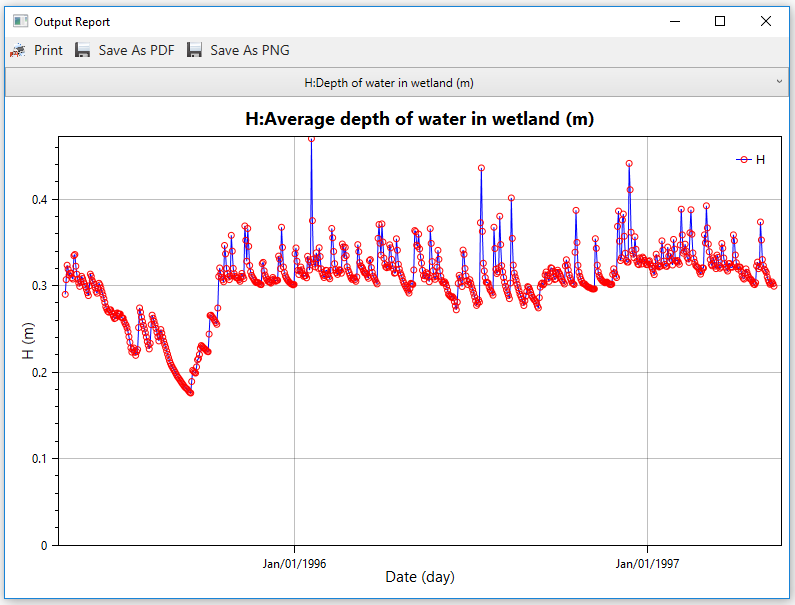 Output Report
Print Save As PDF Save As PNG
H:Depth of water in wetland (m)
H:Average depth of water in wetland (m)
H
0.4
0.3
0.2
0.1
0
H (m)
Jan/01/1996 Jan/01/1997
Date (day)